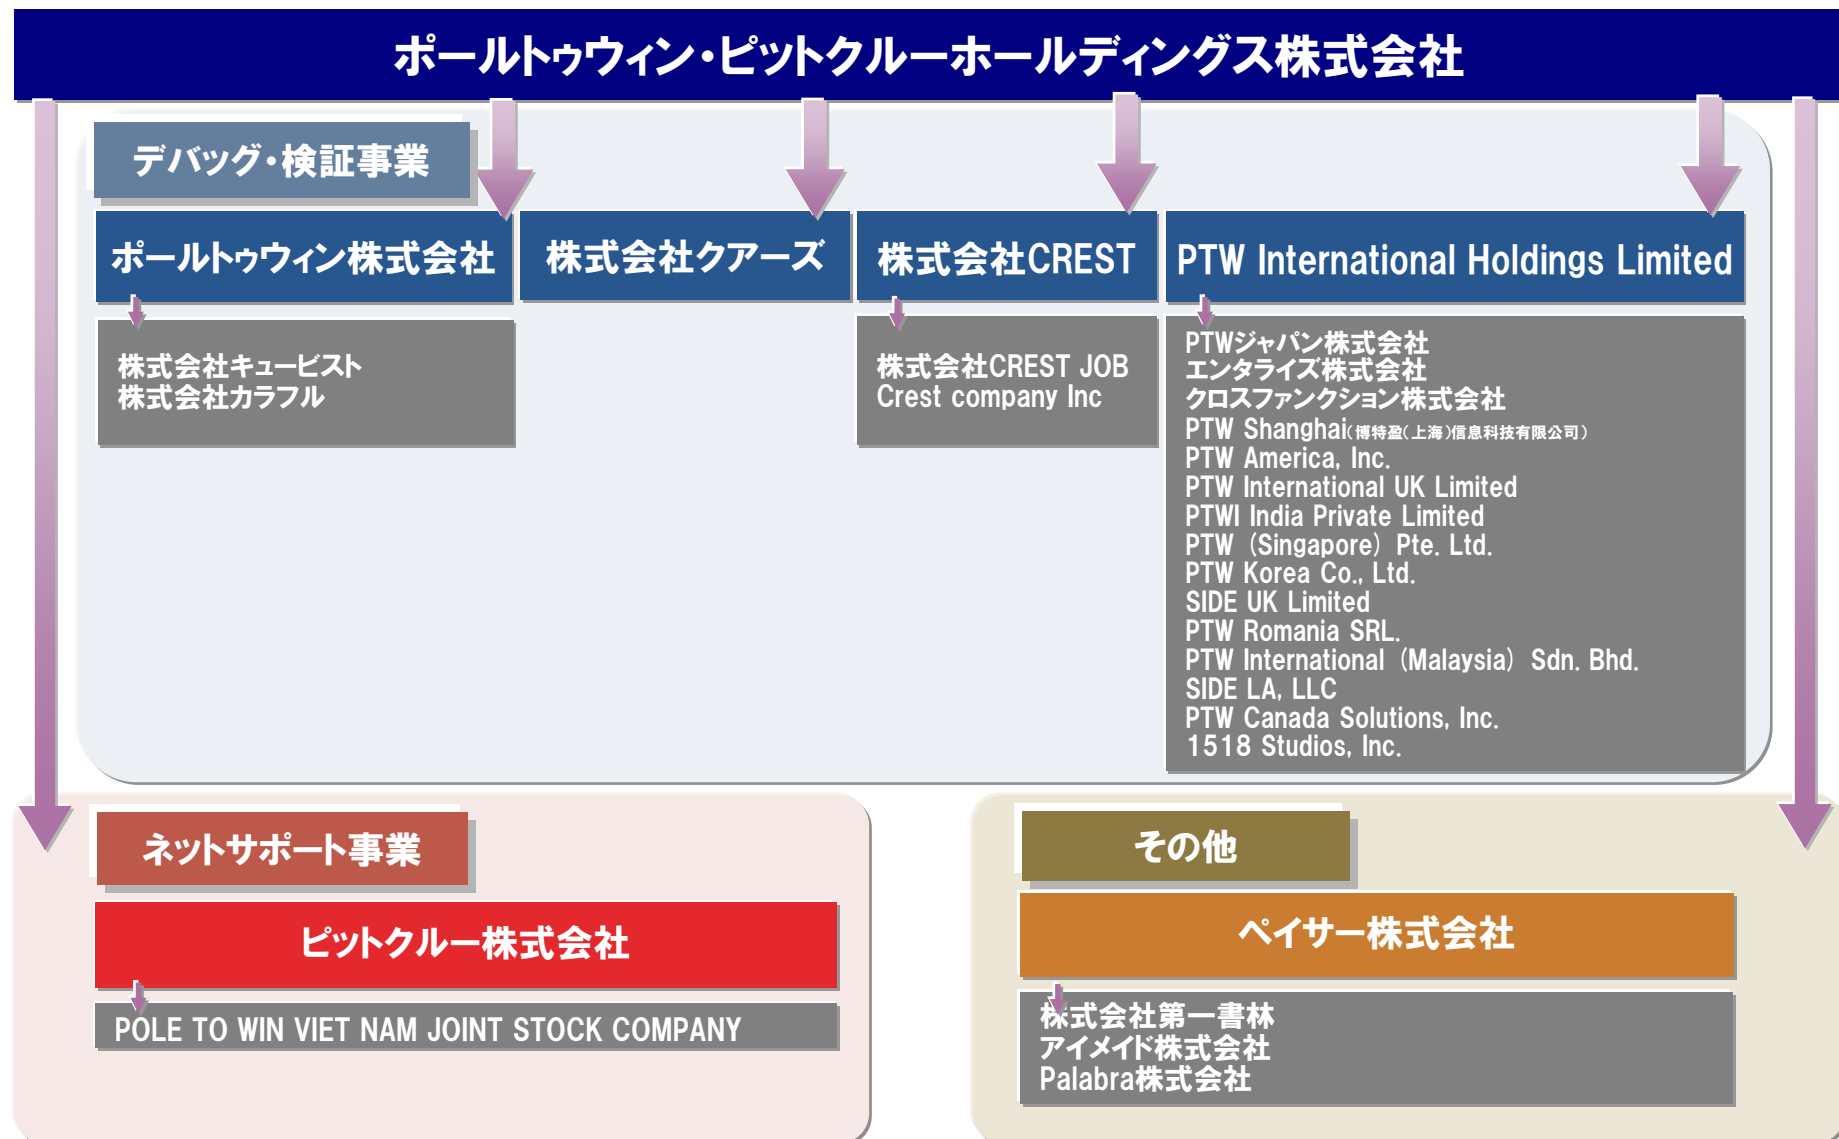 ポールトゥウィン・ピットクルーホールディングス株式会社
デバッグ・検証事業
ポールトゥウィン株式会社
株式会社キュービスト
株式会社カラフル
株式会社クアーズ
株式会社CREST
株式会社CREST JOB
Crest company Inc
PTW International Holdings Limited
PTWジャパン株式会社
エンタライズ株式会社
クロスファンクション株式会社
PTW Shanghai(博特盈(上海)信息科技有限公司)
PTW America, Inc.
PTW International UK Limited
PTWI India Private Limited
PTW (Singapore) Pte. Ltd.
PTW Korea Co., Ltd.
SIDE UK Limited
PTW Romania SRL.
PTW International (Malaysia) Sdn. Bhd.
SIDE LA, LLC
PTW Canada Solutions, Inc.
1518 Studios, Inc.
ネットサポート事業
ピットクルー株式会社
POLE TO WIN VIET NAM JOINT STOCK COMPANY
その他
ペイサー株式会社
株式会社第一書林
アイメイド株式会社
Palabra株式会社